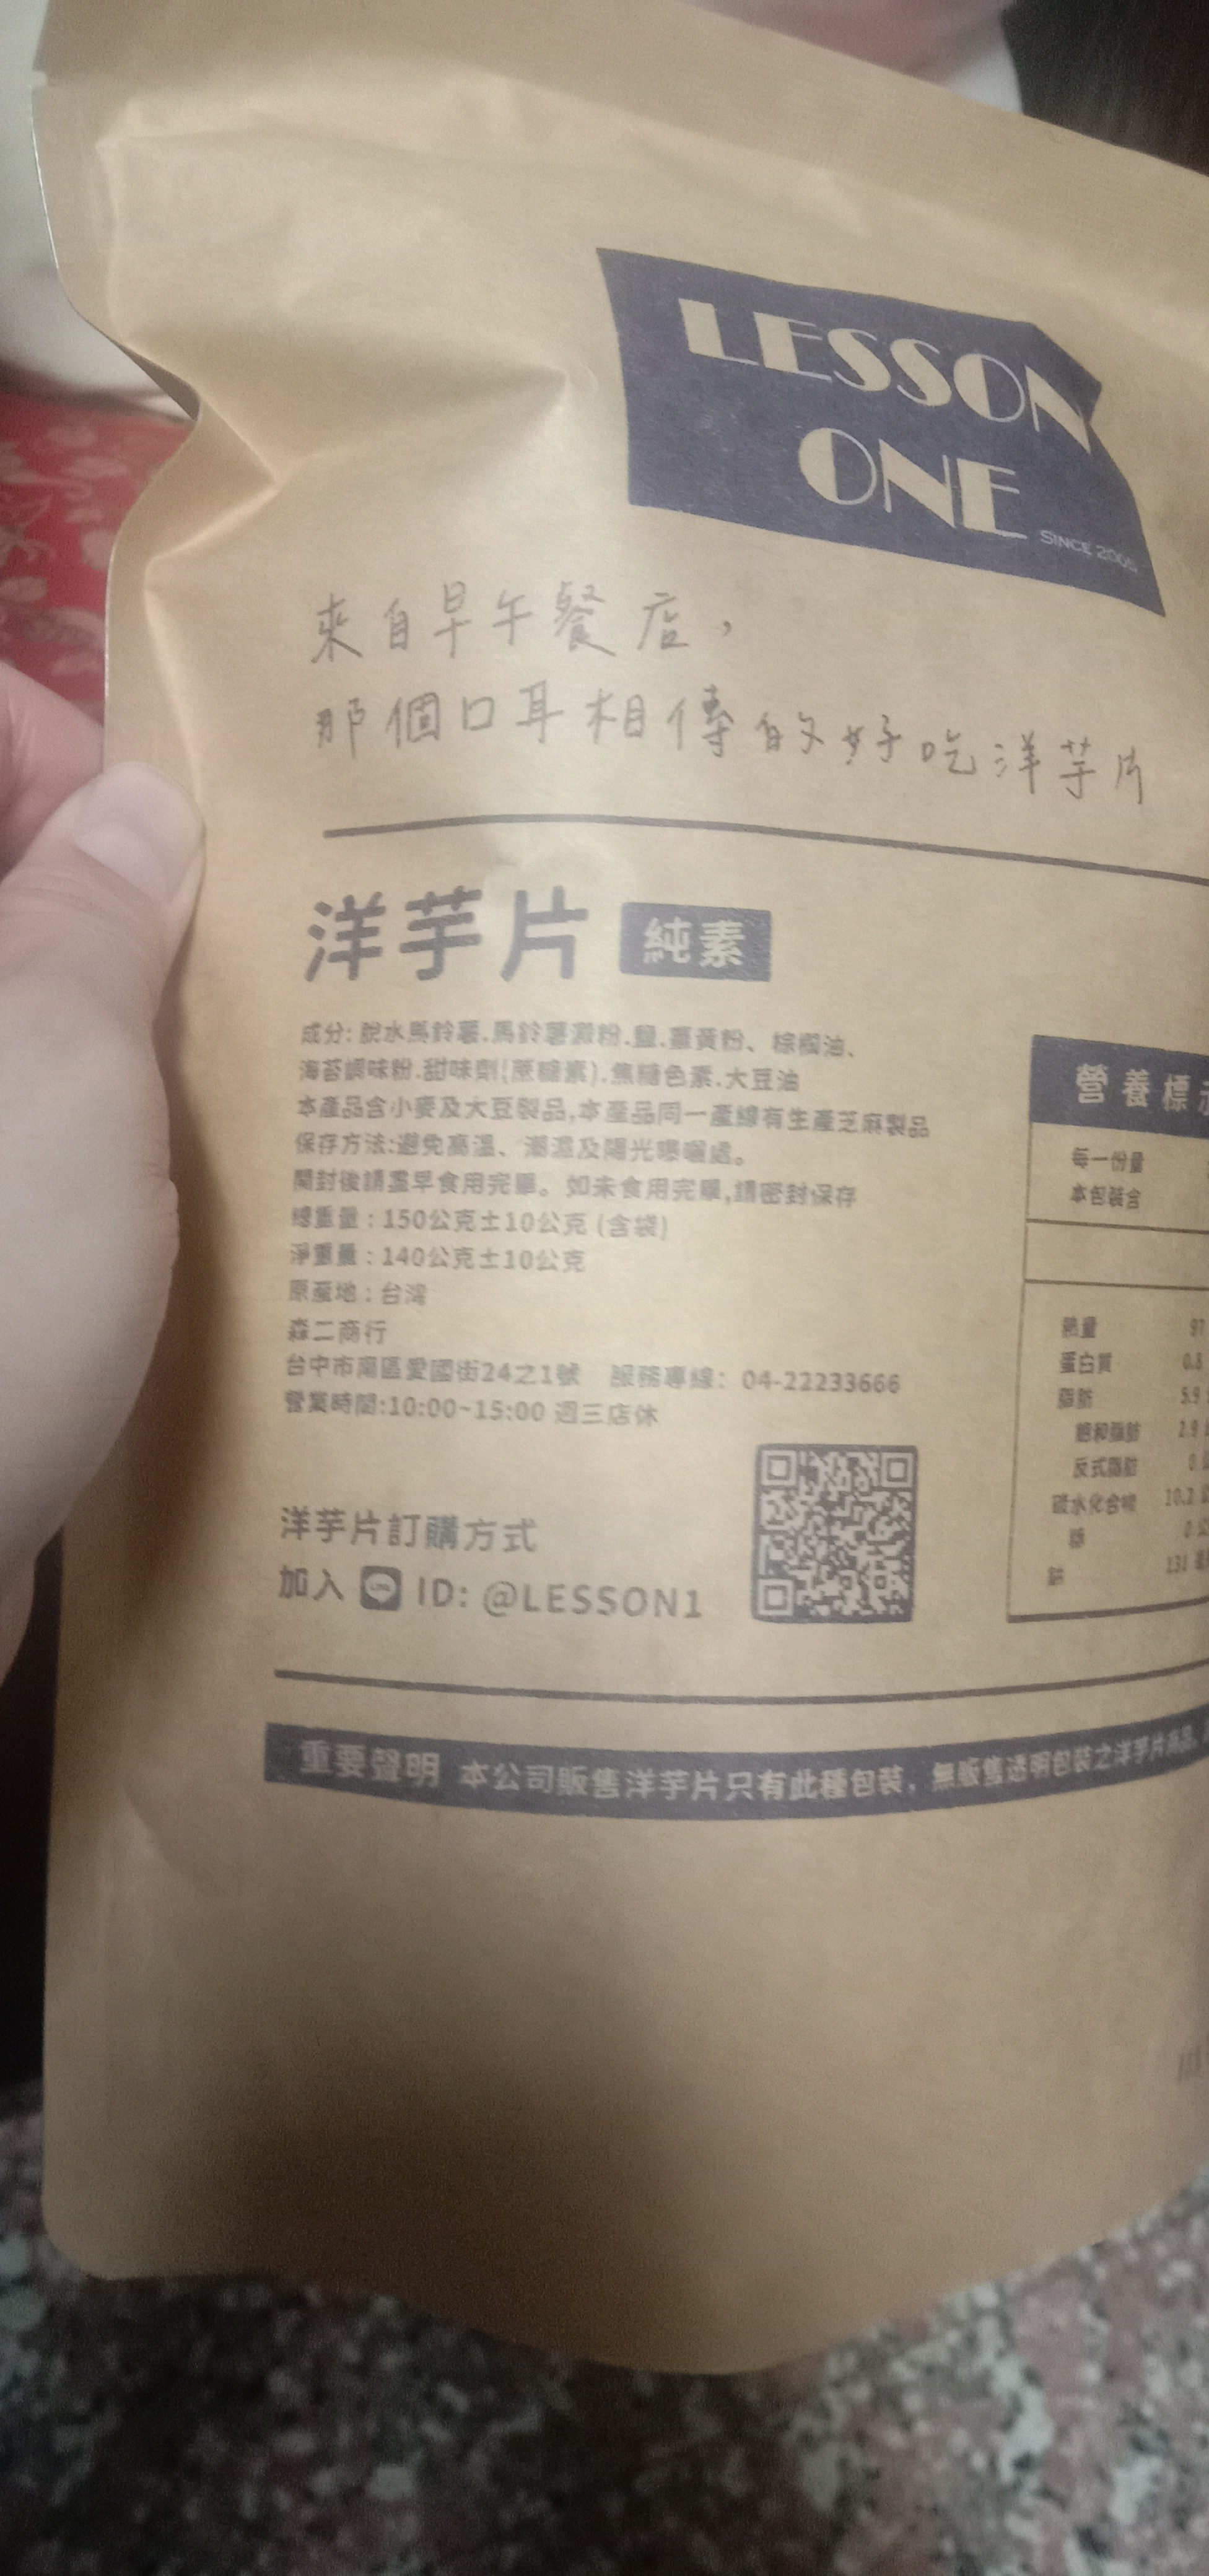 LESSON
ONE
SINCE 2005
來自早午餐店，
那個口耳相傳的好吃洋芋片
洋芋片 純素
成分: 脫水馬鈴薯.馬鈴薯澱粉.鹽.薑黃粉、棕櫚油、
海苔調味粉.甜味劑(蔗糖素).焦糖色素.大豆油
本產品含小麥及大豆製品,本產品同一產線有生產芝麻製品
保存方法:避免高溫、潮濕及陽光曝曬處。
開封後請盡早食用完畢。如未食用完畢,請密封保存
總重量：150公克±10公克 (含袋)
淨重量：140公克±10公克
原產地：台灣
森二商行
台中市南區愛國街24之1號 服務專線：04-22233666
營業時間:10:00~15:00 週三店休
洋芋片訂購方式
加入 LINE ID: @LESSON1
營養標示
每一份量
本包裝含
熱量 97
蛋白質 0.8
脂肪 5.9
飽和脂肪 2.9
反式脂肪 0
碳水化合物 10.2
糖 0
鈉 131
重要聲明 本公司販售洋芋片只有此種包裝，無販售透明包裝之洋芋片商品